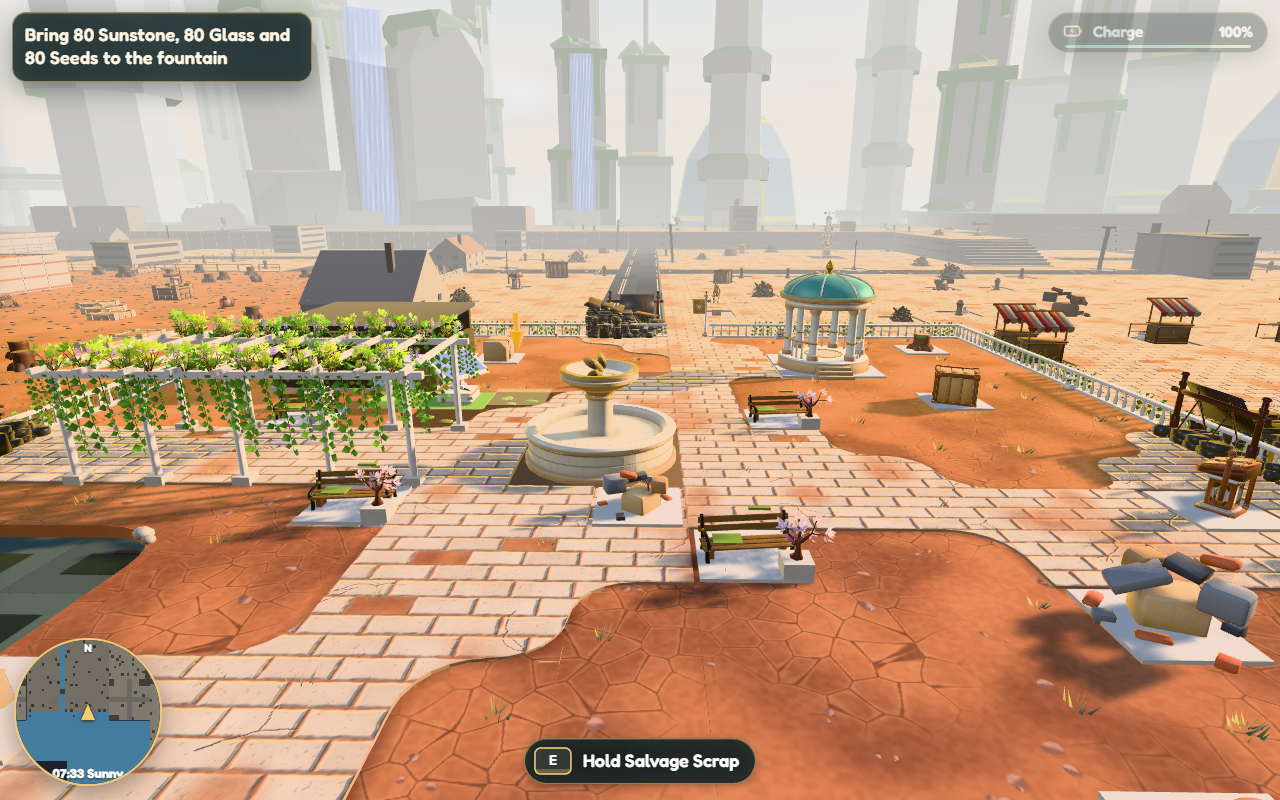 Bring 80 Sunstone, 80 Glass and
80 Seeds to the fountain
Charge 100%
N
07:33 Sunny
E Hold Salvage Scrap